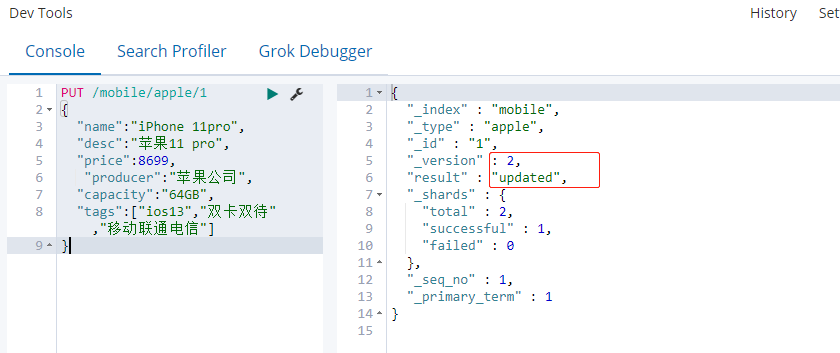 Dev Tools
History Set
Console Search Profiler Grok Debugger
1 PUT /mobile/apple/1
2 {
3 "name":"iPhone 11pro",
4 "desc":"苹果11 pro",
5 "price":8699,
6 "producer":"苹果公司",
7 "capacity":"64GB",
8 "tags":["ios13","双卡双待"
,"移动联通电信"]
9 }
1 {
2 "_index" : "mobile",
3 "_type" : "apple",
4 "_id" : "1",
5 "_version" : 2,
6 "result" : "updated",
7 "_shards" : {
8 "total" : 2,
9 "successful" : 1,
10 "failed" : 0
11 },
12 "_seq_no" : 1,
13 "_primary_term" : 1
14 }
15